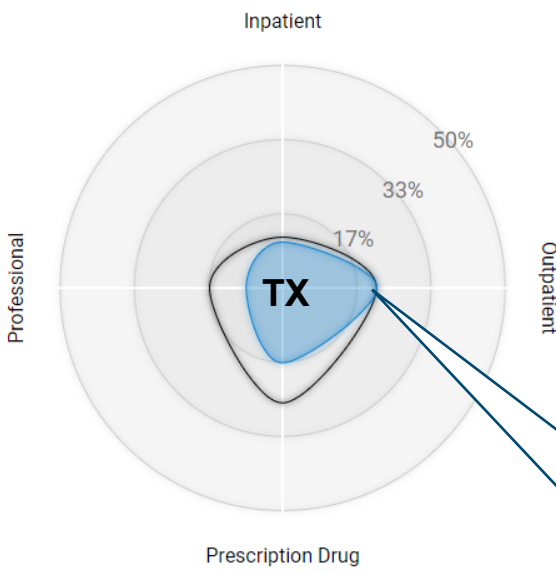 Inpatient
50%
33%
17%
Professional
TX
Outpatient
Prescription Drug